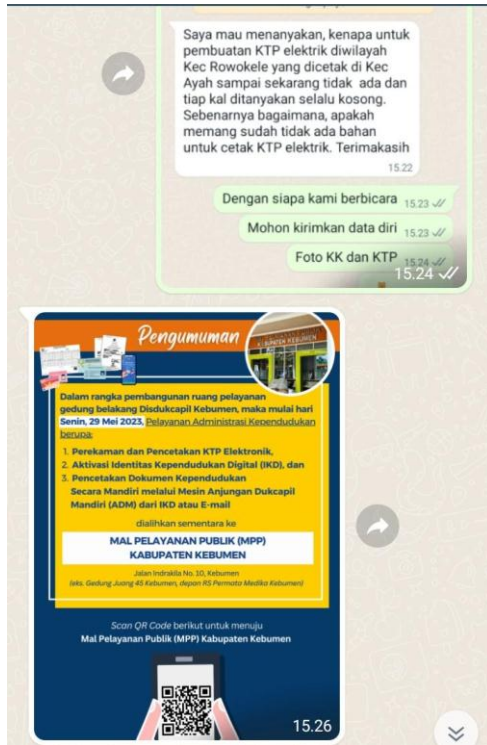 Saya mau menanyakan, kenapa untuk
pembuatan KTP elektrik diwilayah
Kec Rowokele yang dicetak di Kec
Ayah sampai sekarang tidak ada dan
tiap kal ditanyakan selalu kosong.
Sebenarnya bagaimana, apakah
memang sudah tidak ada bahan
untuk cetak KTP elektrik. Terimakasih
15.22
Dengan siapa kami berbicara 15.23
Mohon kirimkan data diri 15.23
Foto KK dan KTP 15.24
15.24
Pengumuman
KABUPATEN KEBUMEN
Dalam rangka pembangunan ruang pelayanan
gedung belakang Disdukcapil Kebumen, maka mulai hari
Senin, 29 Mei 2023, Pelayanan Administrasi Kependudukan
berupa:
1. Perekaman dan Pencetakan KTP Elektronik,
2. Aktivasi Identitas Kependudukan Digital (IKD), dan
3. Pencetakan Dokumen Kependudukan
Secara Mandiri melalui Mesin Anjungan Dukcapil
Mandiri (ADM) dari IKD atau E-mail
dialihkan sementara ke
MAL PELAYANAN PUBLIK (MPP)
KABUPATEN KEBUMEN
Jalan Indrakila No. 10, Kebumen
(eks. Gedung Juang 45 Kebumen, depan RS Permata Medika Kebumen)
Scan QR Code berikut untuk menuju
Mal Pelayanan Publik (MPP) Kabupaten Kebumen
15.26